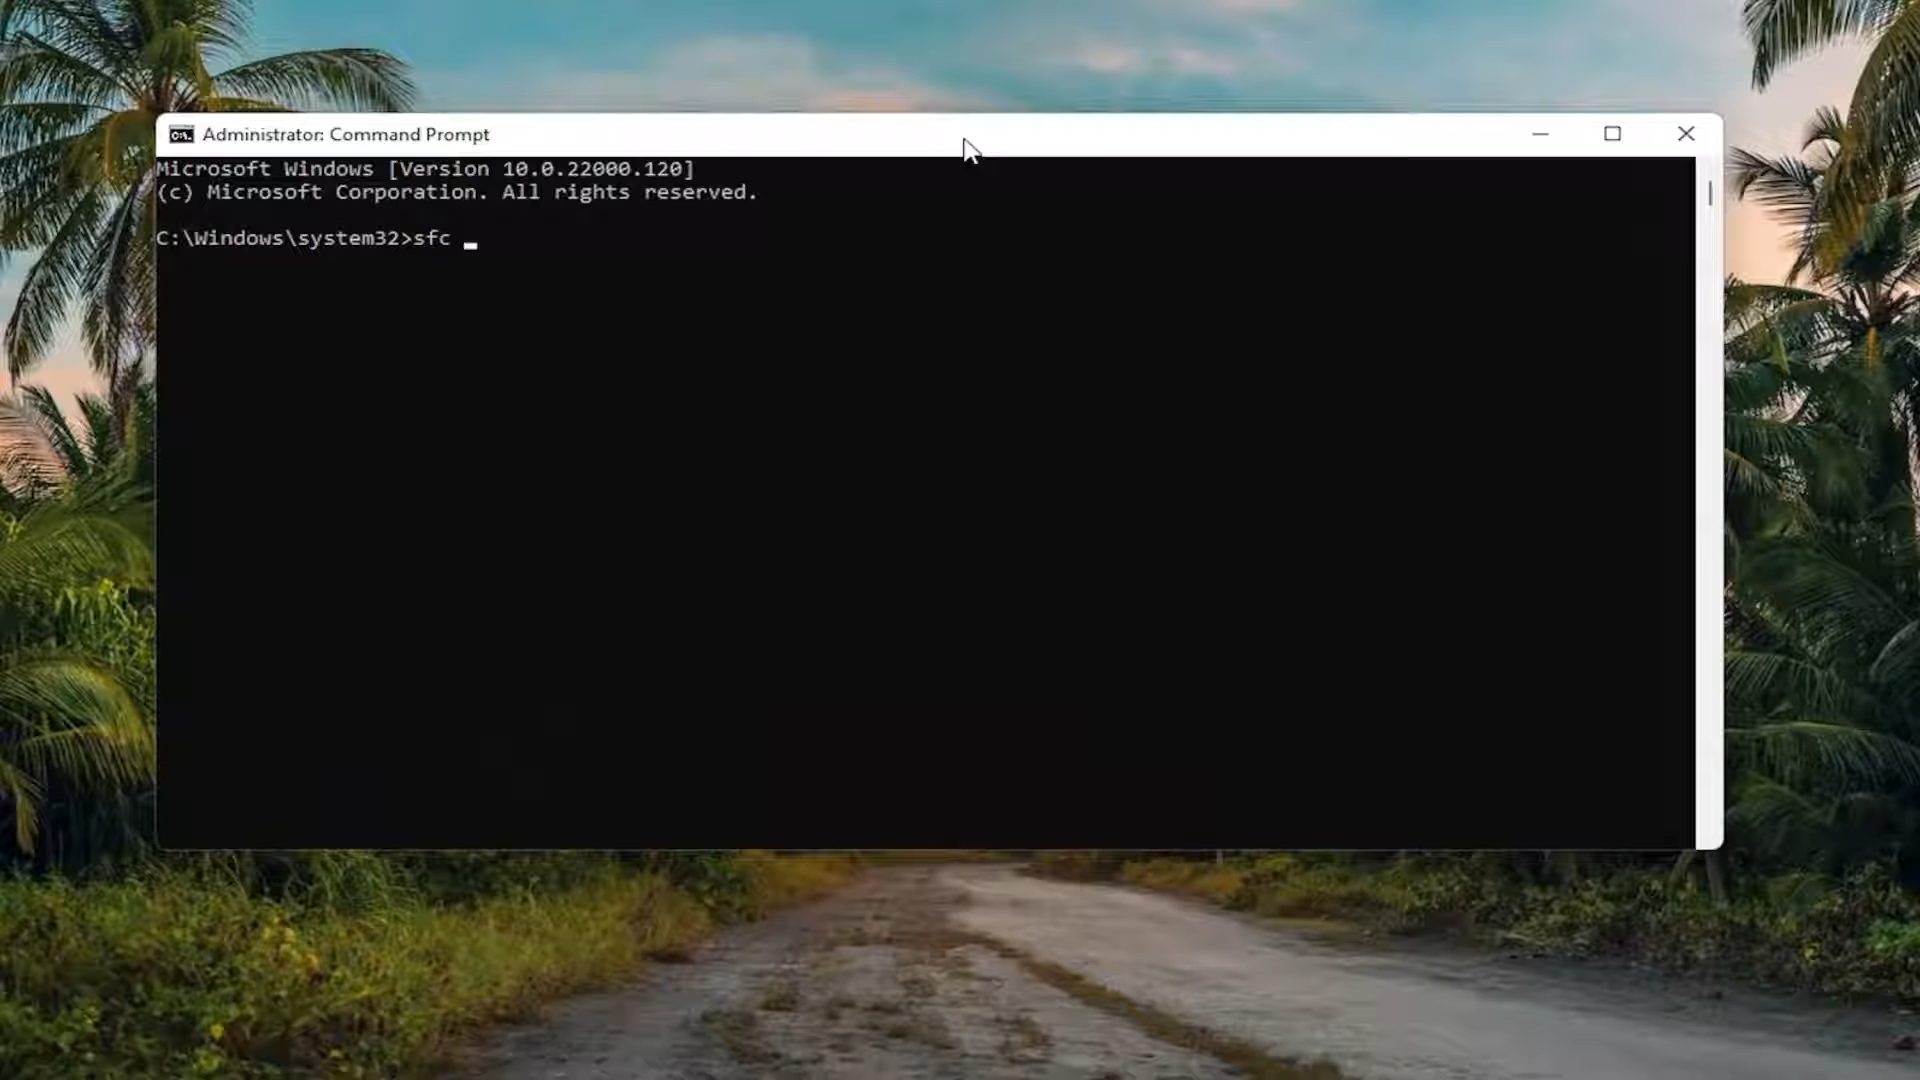 Administrator: Command Prompt
Microsoft Windows [Version 10.0.22000.120]
(c) Microsoft Corporation. All rights reserved.
C:\Windows\system32>sfc